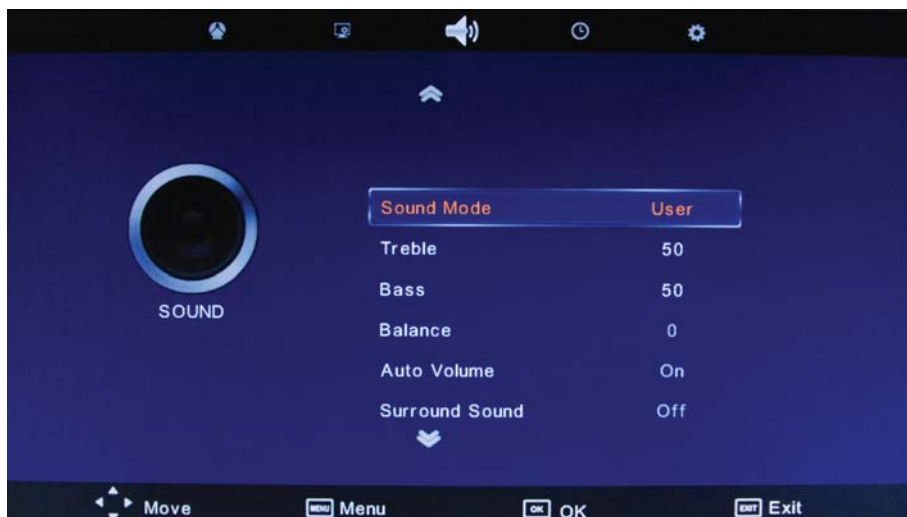 SOUND
Sound Mode User
Treble 50
Bass 50
Balance 0
Auto Volume On
Surround Sound Off
Move MENU Menu OK OK EXIT Exit